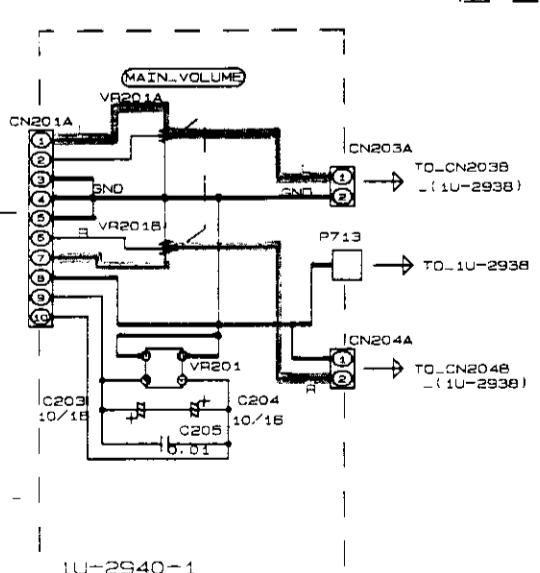 MAIN_VOLUME
VR201A
CN201A
1
2
3
4
5
6
7
8
9
10
L
GND
VR201B
R
L
GND
CN203A
1
2
TO_CN203B
_(1U-2938)
P713
TO_1U-2938
CN204A
1
2
TO_CN204B
_(1U-2938)
R
VR201
C203
10/16
+
+
C204
10/16
C205
0.01
1U-2940-1